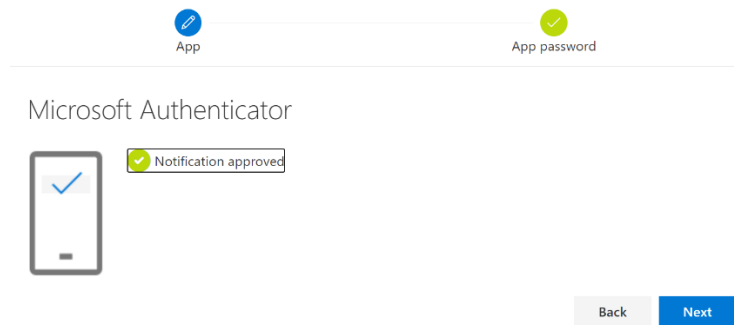 App
App password
Microsoft Authenticator
Notification approved
Back
Next